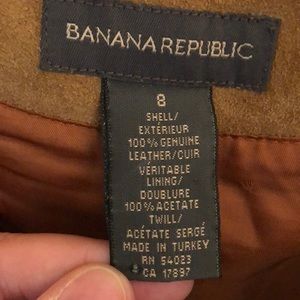 BANANA REPUBLIC
8
SHELL/
EXTÉRIEUR
100% GENUINE
LEATHER/CUIR
VÉRITABLE
LINING/
DOUBLURE
100% ACETATE
TWILL/
ACÉTATE SERGÉ
MADE IN TURKEY
RN 54023
CA 17897